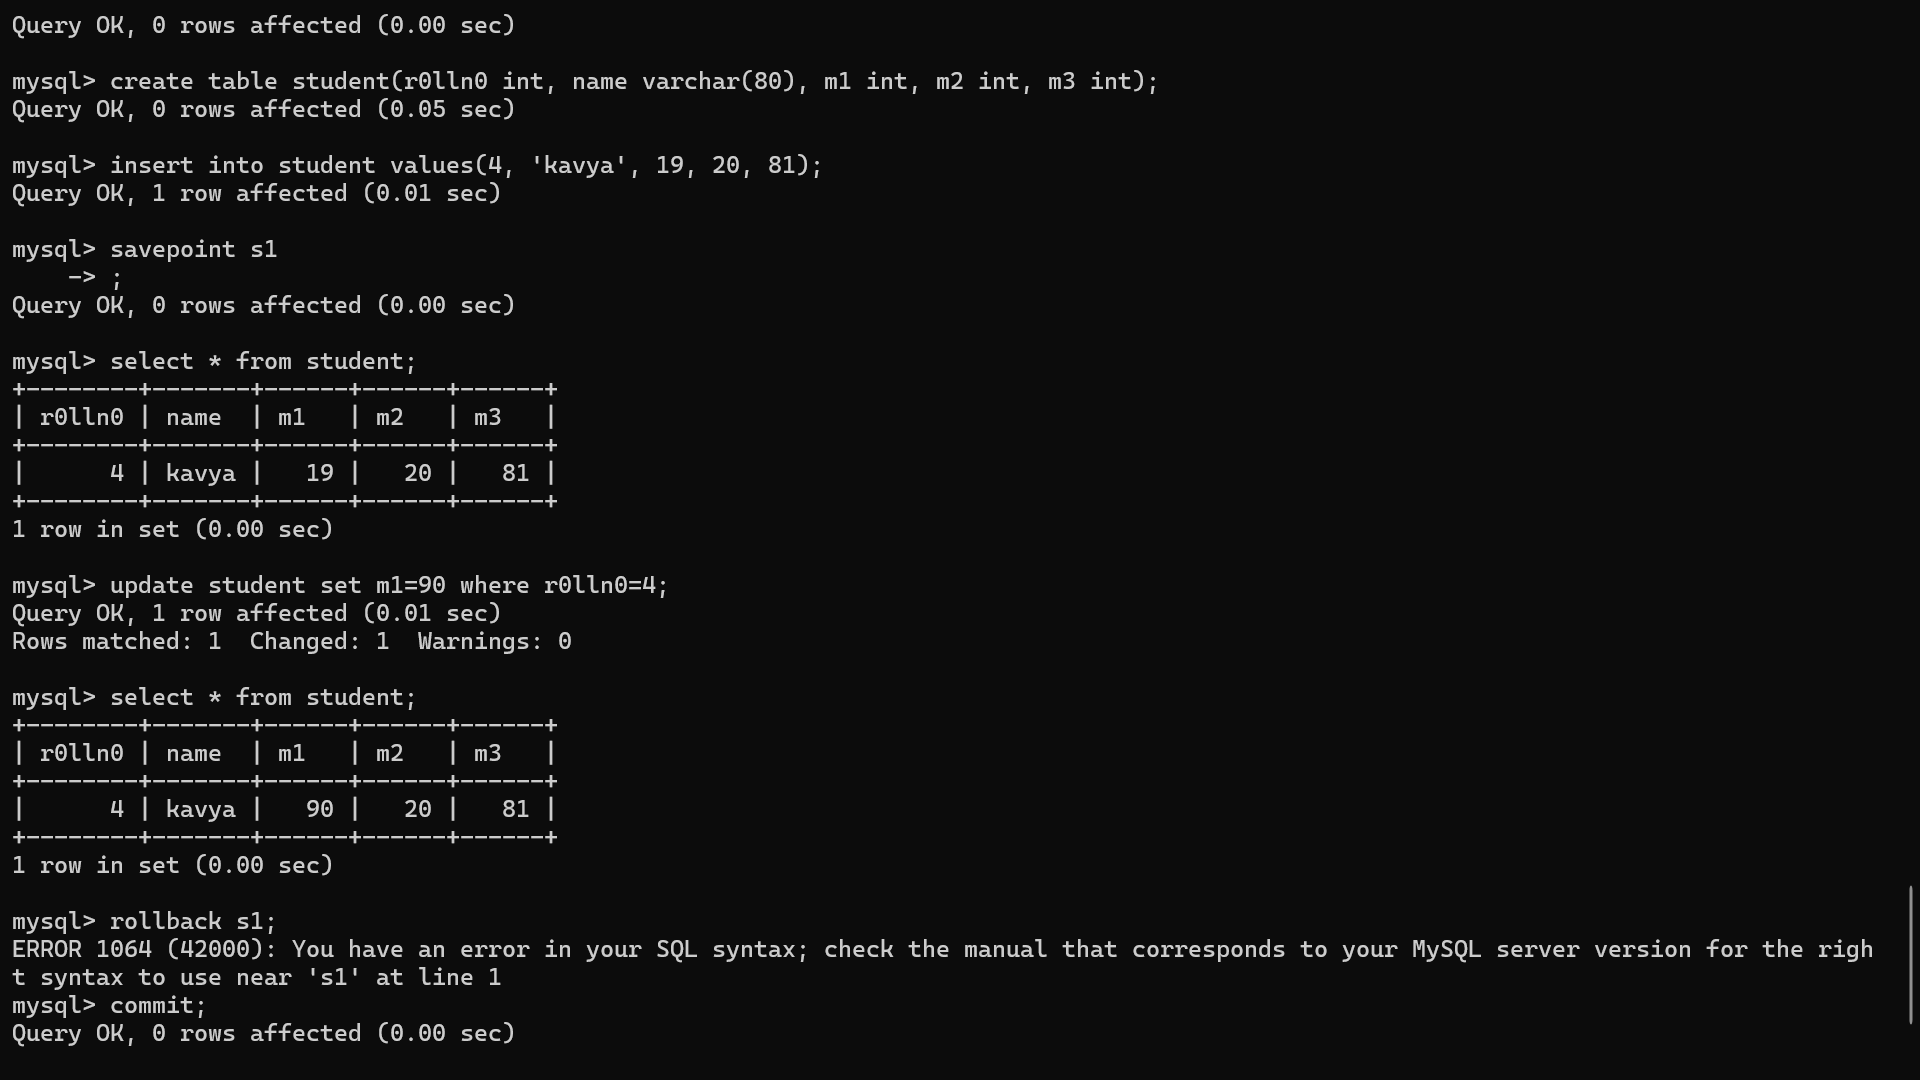 Query OK, 0 rows affected (0.00 sec)
mysql> create table student(r0lln0 int, name varchar(80), m1 int, m2 int, m3 int);
Query OK, 0 rows affected (0.05 sec)
mysql> insert into student values(4, 'kavya', 19, 20, 81);
Query OK, 1 row affected (0.01 sec)
mysql> savepoint s1
    -> ;
Query OK, 0 rows affected (0.00 sec)
mysql> select * from student;
+--------+-------+------+------+------+
| r0lln0 | name  | m1   | m2   | m3   |
+--------+-------+------+------+------+
|      4 | kavya |   19 |   20 |   81 |
+--------+-------+------+------+------+
1 row in set (0.00 sec)
mysql> update student set m1=90 where r0lln0=4;
Query OK, 1 row affected (0.01 sec)
Rows matched: 1  Changed: 1  Warnings: 0
mysql> select * from student;
+--------+-------+------+------+------+
| r0lln0 | name  | m1   | m2   | m3   |
+--------+-------+------+------+------+
|      4 | kavya |   90 |   20 |   81 |
+--------+-------+------+------+------+
1 row in set (0.00 sec)
mysql> rollback s1;
ERROR 1064 (42000): You have an error in your SQL syntax; check the manual that corresponds to your MySQL server version for the righ
t syntax to use near 's1' at line 1
mysql> commit;
Query OK, 0 rows affected (0.00 sec)